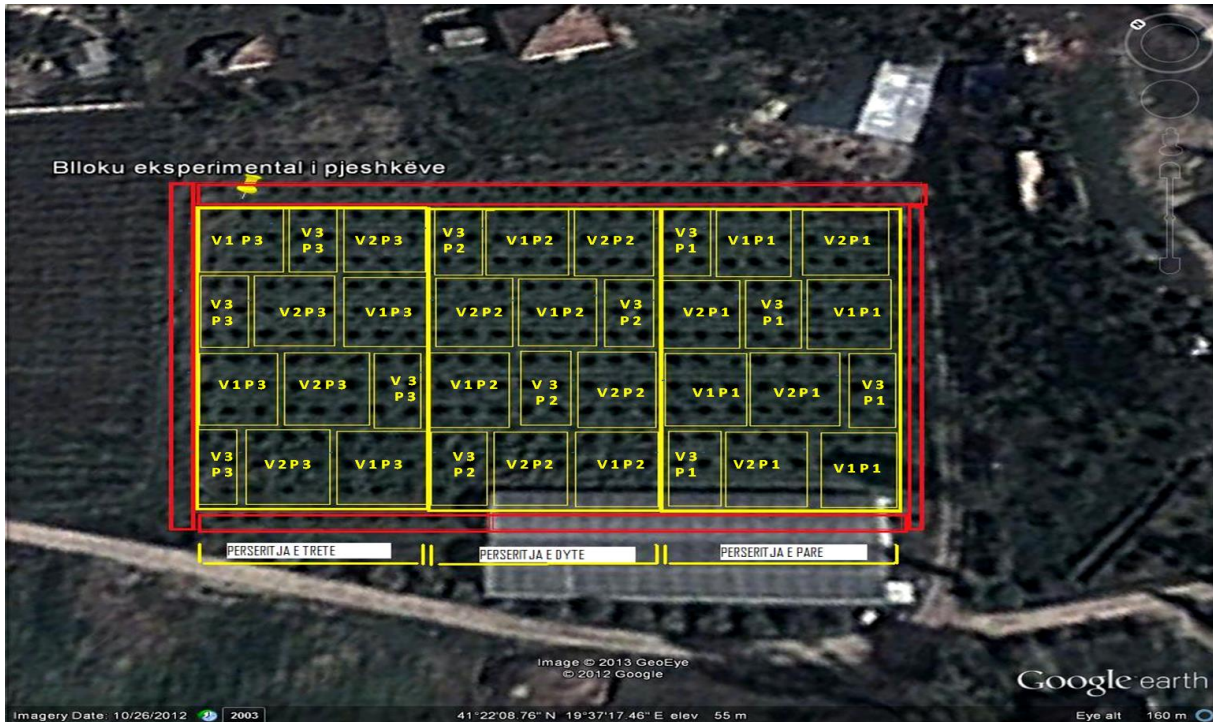 Blloku eksperimental i pjeshkëve
V1 P3
V3
P3
V2P3
V3
P2
V1P2
V2P2
V3
P1
V1P1
V2P1
V3
P3
V2P3
V1P3
V2P2
V1P2
V3
P2
V2P1
V3
P1
V1P1
V1P3
V2P3
V3
P3
V1P2
V3
P2
V2P2
V1P1
V2P1
V3
P1
V3
P3
V2P3
V1P3
V3
P2
V2P2
V1P2
V3
P1
V2P1
V1P1
PERSERITJA E TRETE
PERSERITJA E DYTE
PERSERITJA E PARE
Image © 2013 GeoEye
© 2012 Google
Google earth
Imagery Date: 10/26/2012
2003
41°22'08.76" N 19°37'17.46" E elev 55 m
Eye alt 160 m